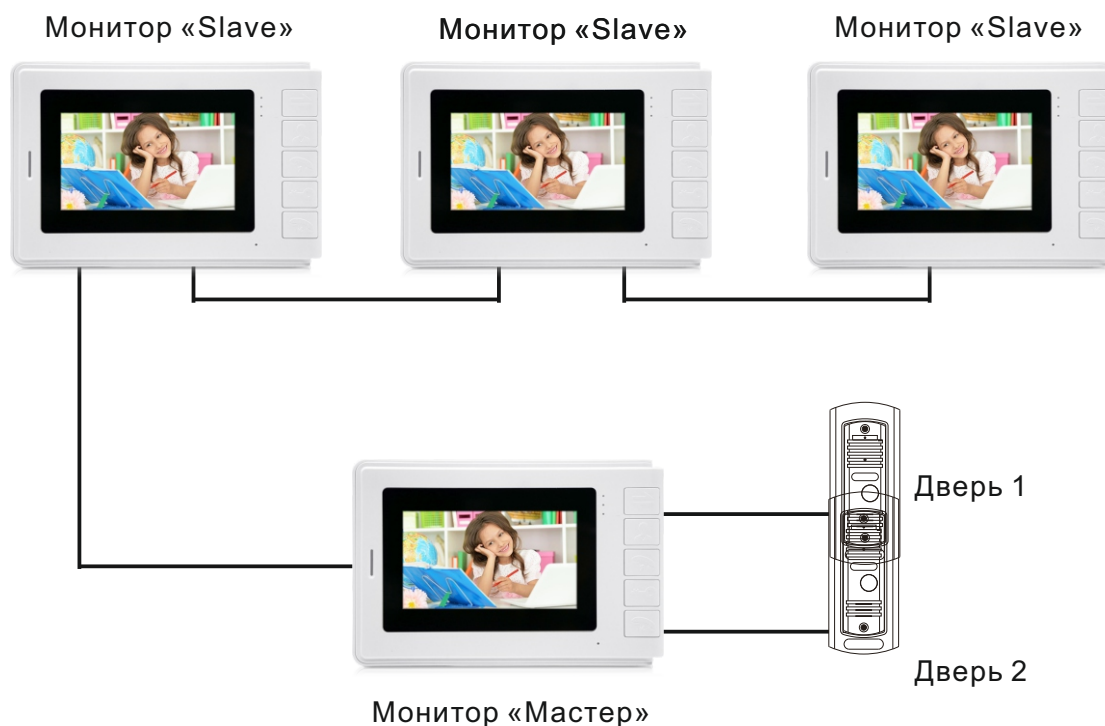 Монитор «Slave»
Монитор «Slave»
Монитор «Slave»
Дверь 1
Дверь 2
Монитор «Мастер»